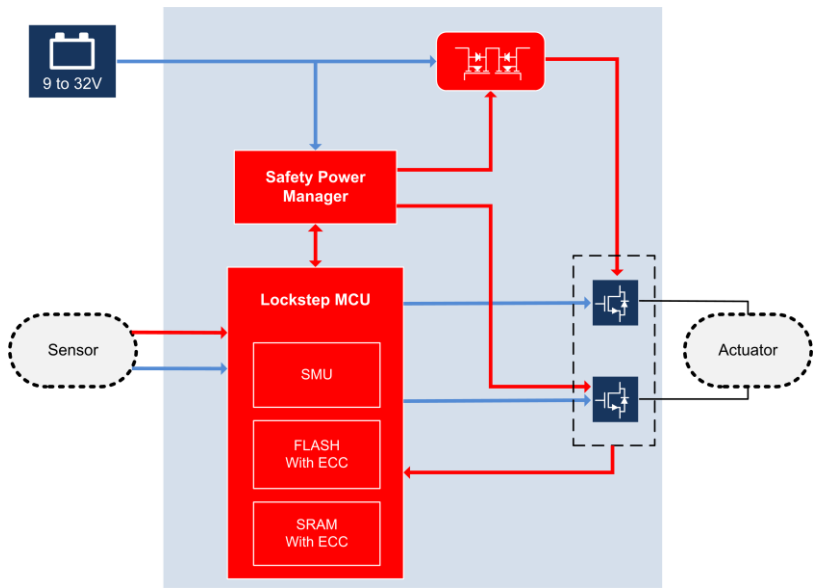 9 to 32V
Safety Power
Manager
Lockstep MCU
Sensor
SMU
Actuator
FLASH
With ECC
SRAM
With ECC